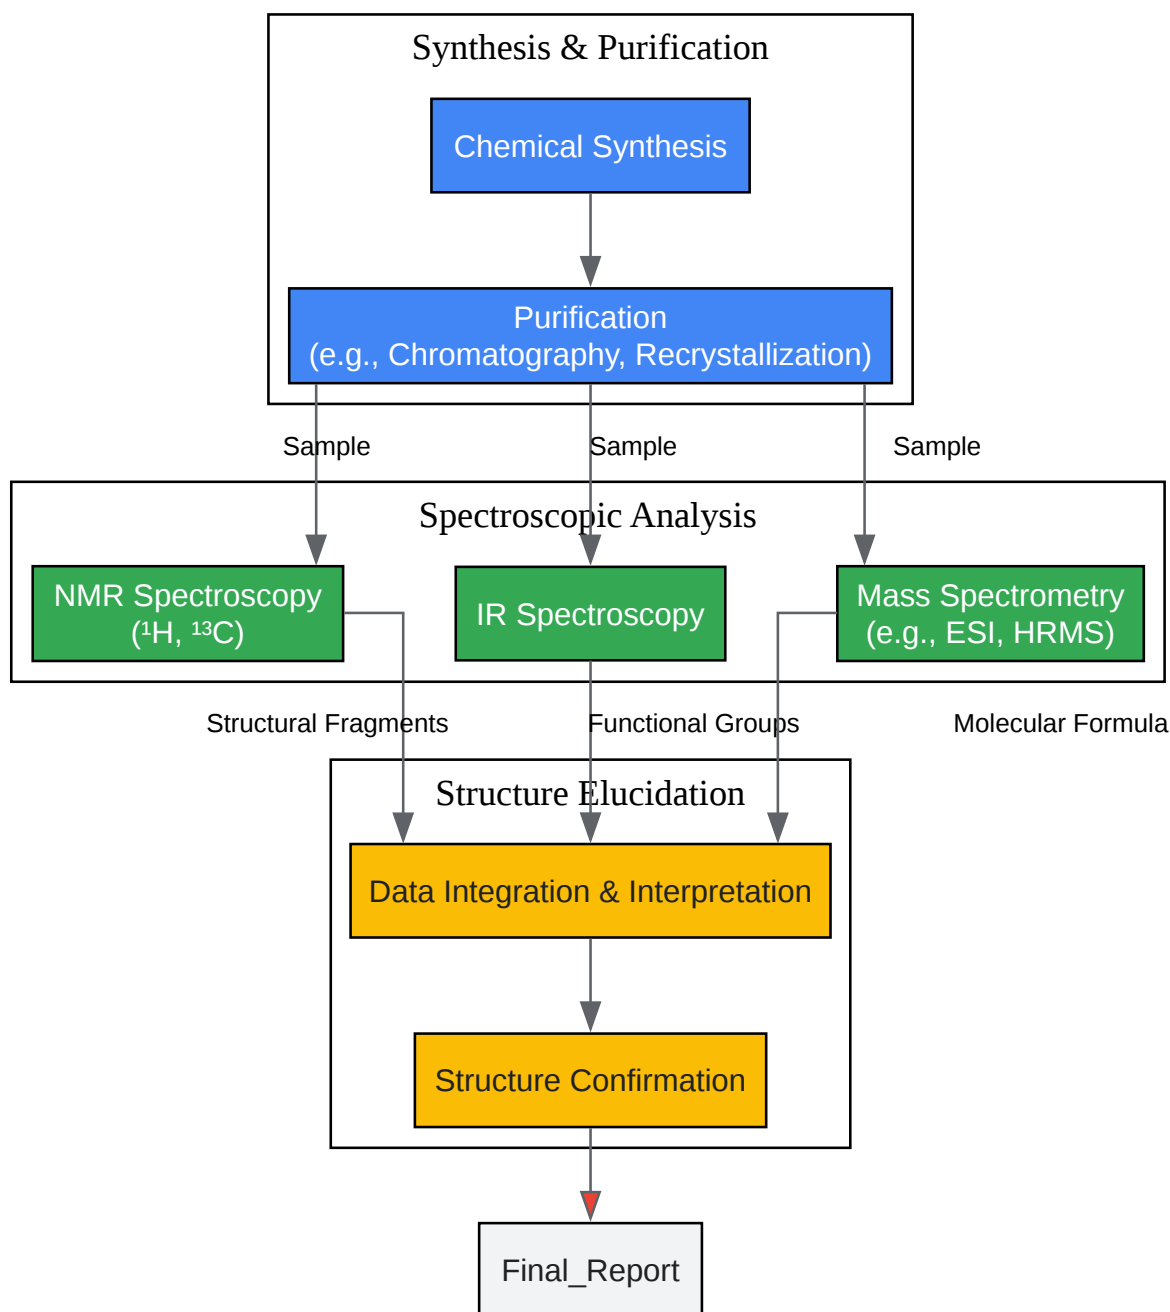 Synthesis & Purification
Chemical Synthesis
Purification
(e.g., Chromatography, Recrystallization)
Sample
Sample
Sample
Spectroscopic Analysis
NMR Spectroscopy
(¹H, ¹³C)
IR Spectroscopy
Mass Spectrometry
(e.g., ESI, HRMS)
Structural Fragments
Functional Groups
Molecular Formula
Structure Elucidation
Data Integration & Interpretation
Structure Confirmation
Final_Report